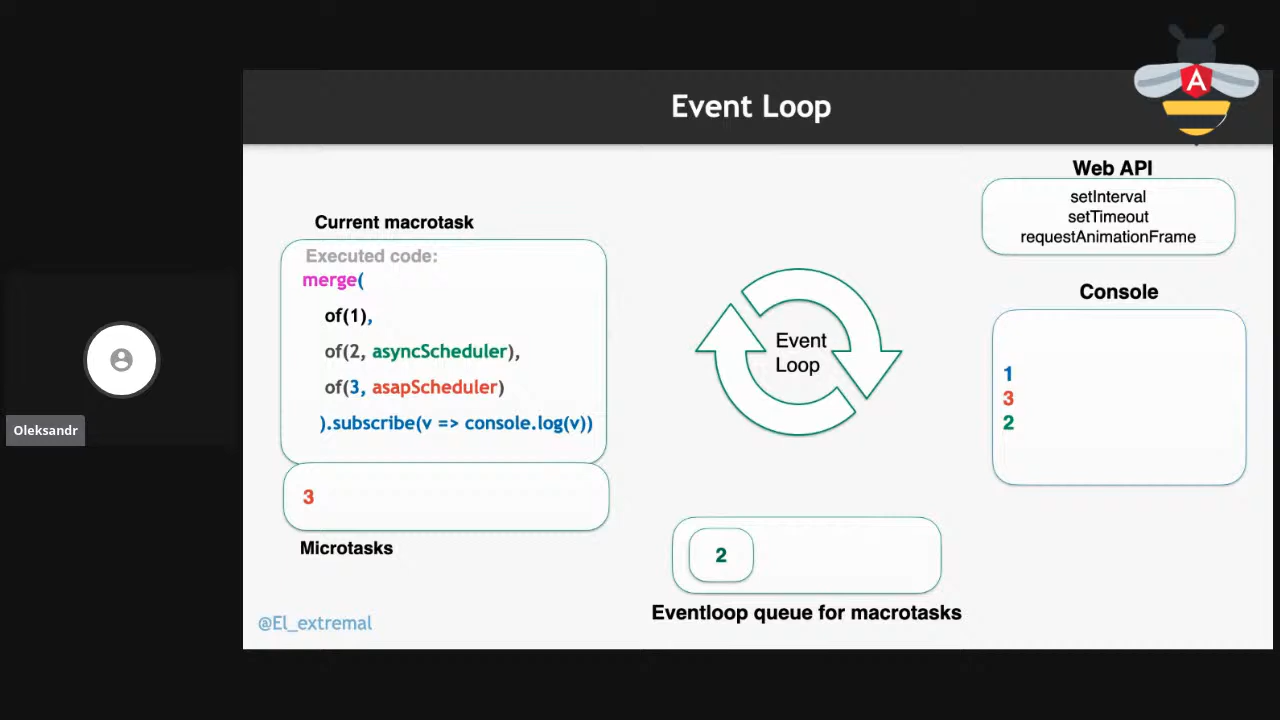 Event Loop
A
Web API
setInterval
setTimeout
requestAnimationFrame
Current macrotask
Executed code:
merge(
of(1),
of(2, asyncScheduler),
of(3, asapScheduler)
).subscribe(v => console.log(v))
3
Microtasks
Event
Loop
Console
1
3
2
2
Eventloop queue for macrotasks
@El_extremal
Oleksandr